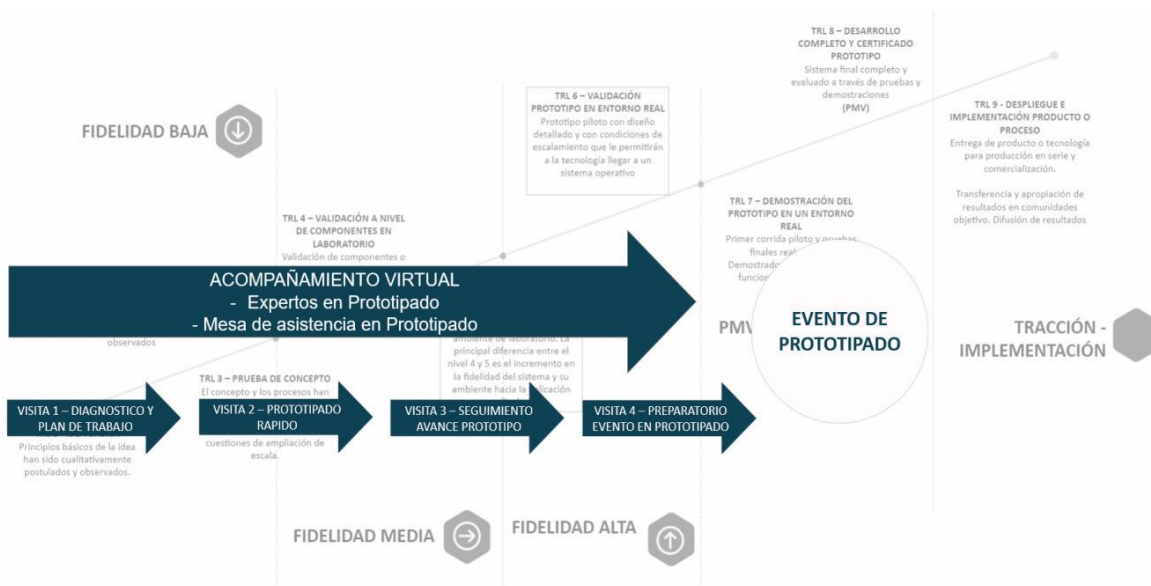 TRL 8 – DESARROLLO
COMPLETO Y CERTIFICADO
PROTOTIPO
Sistema final completo y
evaluado a través de pruebas y
demostraciones
(PMV)
TRL 6 – VALIDACIÓN
PROTOTIPO EN ENTORNO REAL
Prototipo piloto con diseño
detallado y con condiciones de
escalamiento que le permitirán
a la tecnología llegar a un
sistema operativo
TRL 9 - DESPLIEGUE E
IMPLEMENTACIÓN PRODUCTO O
PROCESO
Entrega de producto o tecnología
para producción en serie y
comercialización.
Transferencia y apropiación de
resultados en comunidades
objetivo. Difusión de resultados
FIDELIDAD BAJA
TRL 4 – VALIDACIÓN A NIVEL
DE COMPONENTES EN
LABORATORIO
Validación de componentes o
TRL 7 – DEMOSTRACIÓN DEL
PROTOTIPO EN UN ENTORNO
REAL
Primer corrida piloto y pruebas
finales
Demostrado
ACOMPAÑAMIENTO VIRTUAL
- Expertos en Prototipado
- Mesa de asistencia en Prototipado
PMV
EVENTO DE
PROTOTIPADO
TRACCIÓN -
IMPLEMENTACIÓN
observados
ambiente de laboratorio. La
principal diferencia entre el
nivel 4 y 5 es el incremento en
la fidelidad del sistema y su
ambiente hacia la
TRL 3 – PRUEBA DE CONCEPTO
El concepto y los procesos han
VISITA 1 – DIAGNOSTICO Y
PLAN DE TRABAJO
VISITA 2 – PROTOTIPADO
RAPIDO
VISITA 3 – SEGUIMIENTO
AVANCE PROTOTIPO
VISITA 4 – PREPARATORIO
EVENTO EN PROTOTIPADO
Principios básicos de la idea
han sido cualitativamente
postulados y observados.
cuestiones de ampliación de
escala.
FIDELIDAD MEDIA
FIDELIDAD ALTA